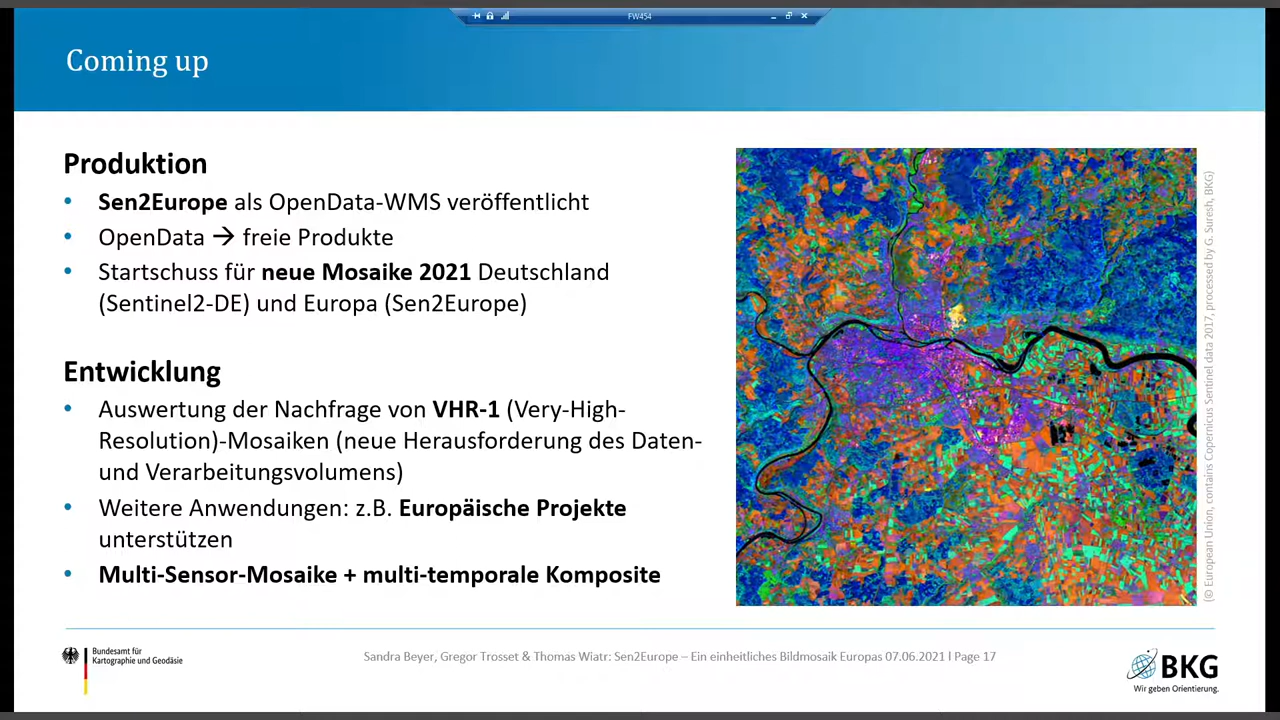 FW454
Coming up
Produktion
• Sen2Europe als OpenData-WMS veröffentlicht
• OpenData → freie Produkte
• Startschuss für neue Mosaike 2021 Deutschland
(Sentinel2-DE) und Europa (Sen2Europe)
Entwicklung
• Auswertung der Nachfrage von VHR-1 (Very-High-
Resolution)-Mosaiken (neue Herausforderung des Daten-
und Verarbeitungsvolumens)
• Weitere Anwendungen: z.B. Europäische Projekte
unterstützen
• Multi-Sensor-Mosaike + multi-temporale Komposite
(© European Union, contains Copernicus Sentinel data 2017, processed by G. Suresh, BKG)
Bundesamt für
Kartographie und Geodäsie
Sandra Beyer, Gregor Trosset & Thomas Wiatr: Sen2Europe – Ein einheitliches Bildmosaik Europas 07.06.2021 I Page 17
BKG
Wir geben Orientierung.